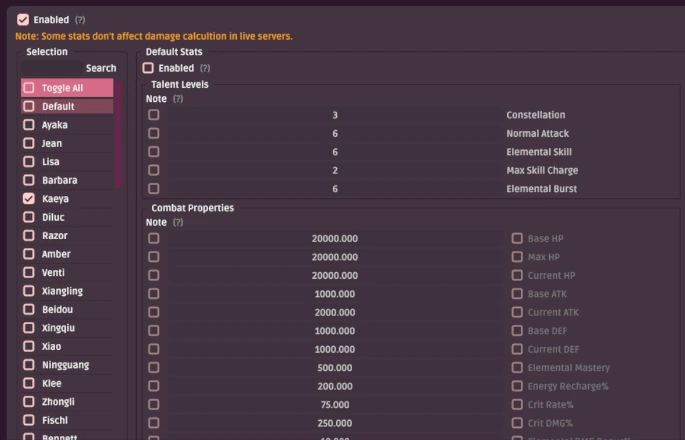 Enabled (?)
Note: Some stats don't affect damage calcultion in live servers.
Selection
Search
Toggle All
Default
Ayaka
Jean
Lisa
Barbara
Kaeya
Diluc
Razor
Amber
Venti
Xiangling
Beidou
Xingqiu
Xiao
Ningguang
Klee
Zhongli
Fischl
Bennett
Default Stats
Enabled (?)
Talent Levels
Note (?)
3 Constellation
6 Normal Attack
6 Elemental Skill
2 Max Skill Charge
6 Elemental Burst
Combat Properties
Note (?)
20000.000 Base HP
20000.000 Max HP
20000.000 Current HP
1000.000 Base ATK
2000.000 Current ATK
1000.000 Base DEF
1000.000 Current DEF
500.000 Elemental Mastery
200.000 Energy Recharge%
75.000 Crit Rate%
250.000 Crit DMG%